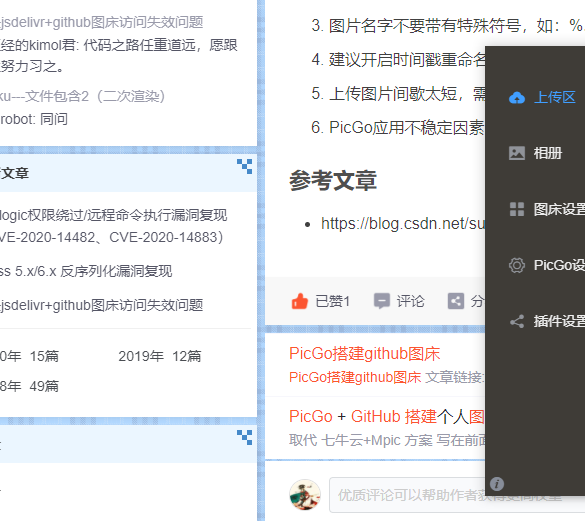 -jsdelivr+github图床访问失效问题
经的kimol君: 代码之路任重道远，愿跟
努力习之。
ku---文件包含2（二次渲染）
robot: 同问
文章
logic权限绕过/远程命令执行漏洞复现
VE-2020-14482、CVE-2020-14883）
ss 5.x/6.x 反序列化漏洞复现
-jsdelivr+github图床访问失效问题
0年 15篇
2019年 12篇
8年 49篇
3. 图片名字不要带有特殊符号，如：%
4. 建议开启时间戳重命名
5. 上传图片间歇太短，需
6. PicGo应用不稳定因素
参考文章
https://blog.csdn.net/su
已赞1 评论 分
PicGo搭建github图床
PicGo搭建github图床 文章链接:
PicGo + GitHub 搭建个人图
取代 七牛云+Mpic 方案 写在前面
优质评论可以帮助作者获得更高权重
上传区
相册
图床设置
PicGo设
插件设置